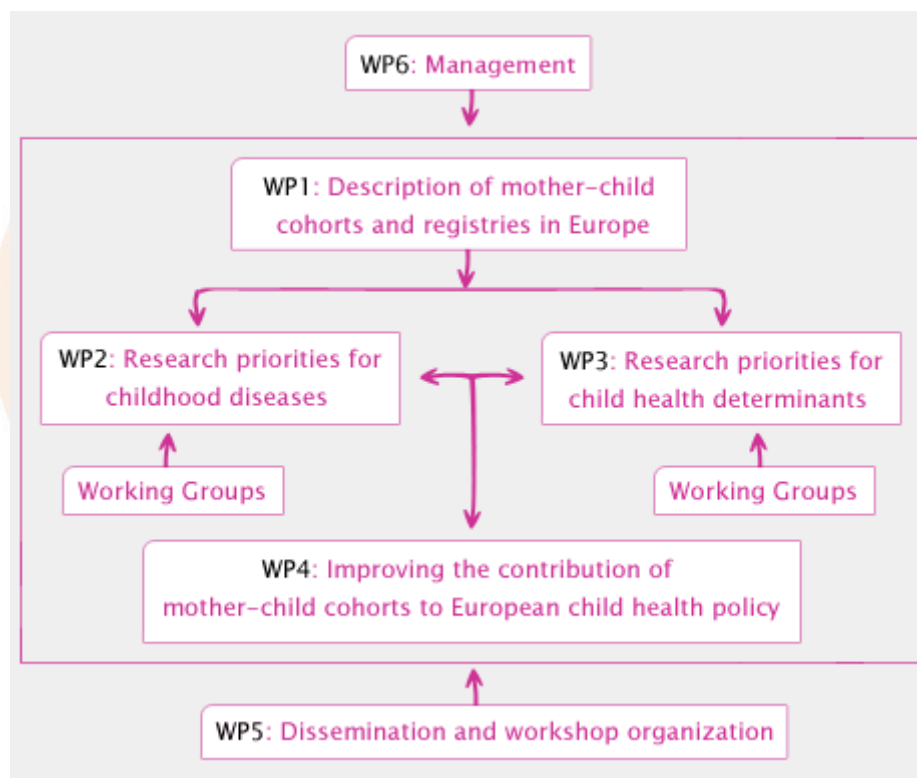 WP6: Management
WP1: Description of mother-child
cohorts and registries in Europe
WP2: Research priorities for
childhood diseases
WP3: Research priorities for
child health determinants
Working Groups
Working Groups
WP4: Improving the contribution of
mother-child cohorts to European child health policy
WP5: Dissemination and workshop organization